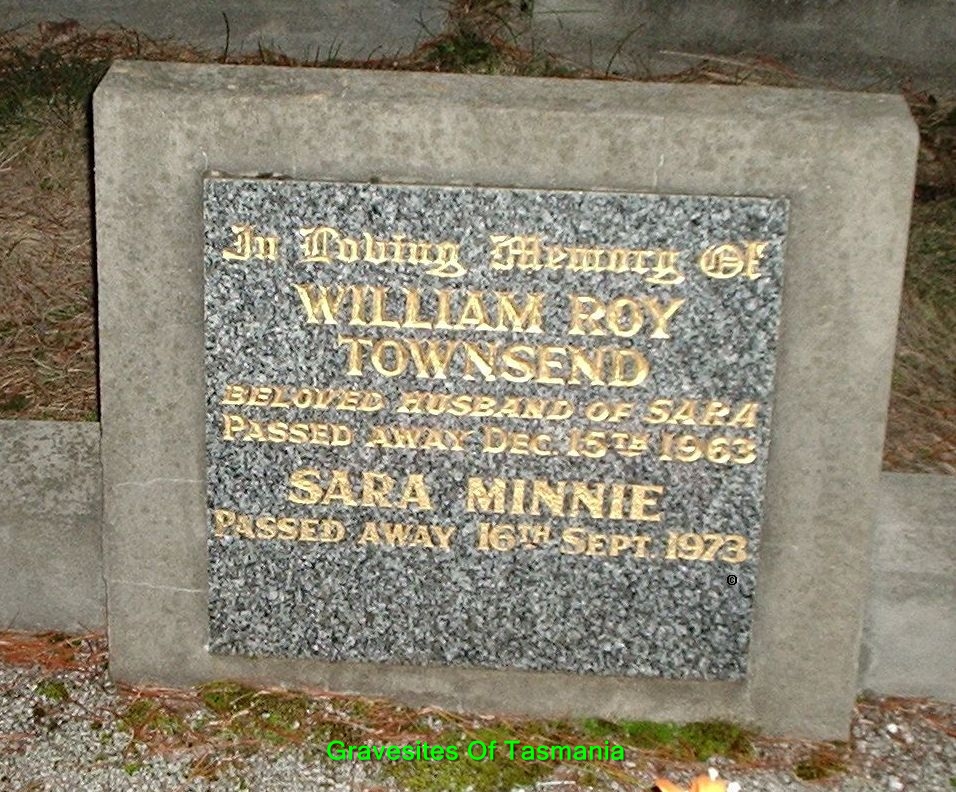 In Loving Memory Of
WILLIAM ROY
TOWNSEND
BELOVED HUSBAND OF SARA
PASSED AWAY DEC. 15TH 1963
SARA MINNIE
PASSED AWAY 16TH SEPT. 1973
©
Gravesites Of Tasmania